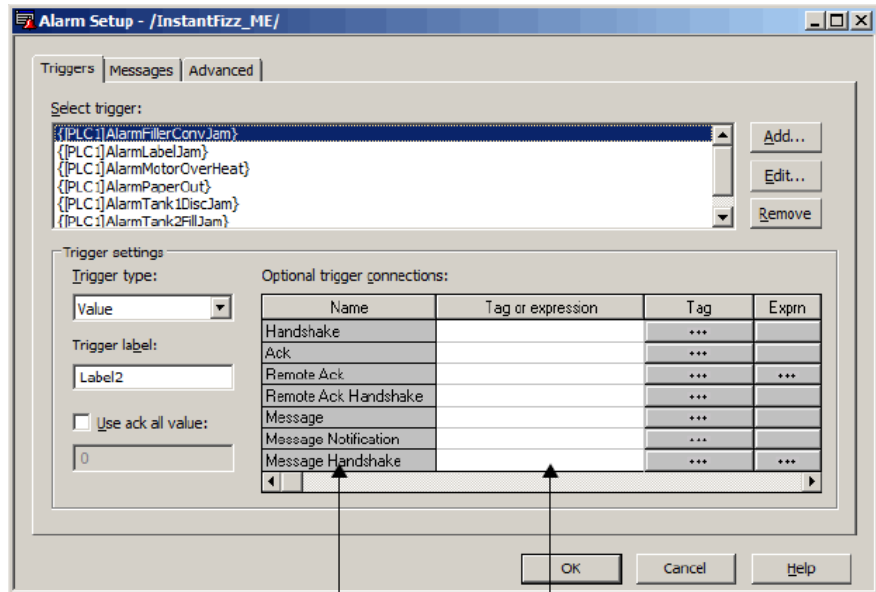 Alarm Setup - /InstantFizz_ME/
Triggers Messages Advanced
Select trigger:
{[PLC1]AlarmFillerConvJam}
{[PLC1]AlarmLabelJam}
{[PLC1]AlarmMotorOverHeat}
{[PLC1]AlarmPaperOut}
{[PLC1]AlarmTank1DiscJam}
{[PLC1]AlarmTank2FillJam}
Add...
Edit...
Remove
Trigger settings
Trigger type:
Value
Trigger label:
Label2
Use ack all value:
0
Optional trigger connections:
Name Tag or expression Tag Exprn
Handshake ...
Ack ...
Remote Ack ... ...
Remote Ack Handshake ...
Message ...
Message Notification ...
Message Handshake ... ...
OK Cancel Help